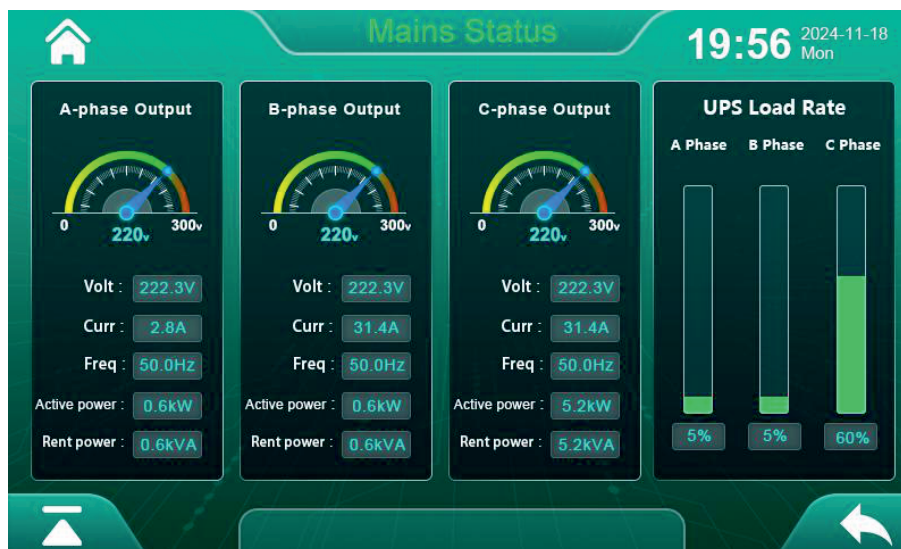 Mains Status
19:56
2024-11-18
Mon
A-phase Output
0
300v
220v
Volt : 222.3V
Curr : 2.8A
Freq : 50.0Hz
Active power : 0.6kW
Rent power : 0.6kVA
B-phase Output
0
300v
220v
Volt : 222.3V
Curr : 31.4A
Freq : 50.0Hz
Active power : 0.6kW
Rent power : 0.6kVA
C-phase Output
0
300v
220v
Volt : 222.3V
Curr : 31.4A
Freq : 50.0Hz
Active power : 5.2kW
Rent power : 5.2kVA
UPS Load Rate
A Phase B Phase C Phase
5% 5% 60%